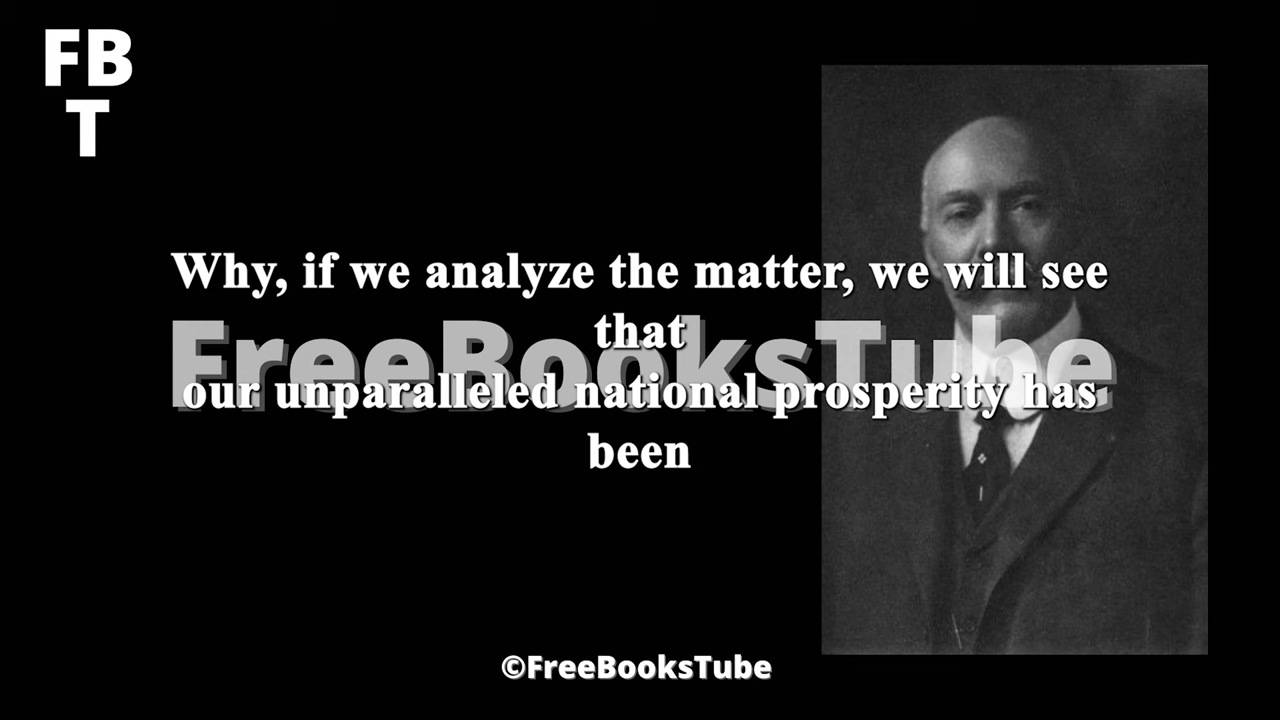 FB
T
Why, if we analyze the matter, we will see
that
FreeBooksTube
our unparalleled national prosperity has
been
©FreeBooksTube